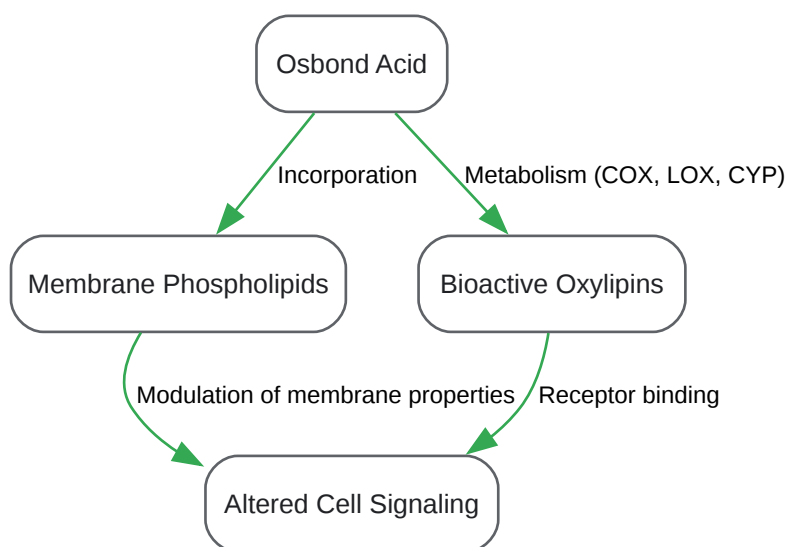 Osbond Acid
Incorporation
Metabolism (COX, LOX, CYP)
Membrane Phospholipids
Bioactive Oxylipins
Modulation of membrane properties
Receptor binding
Altered Cell Signaling